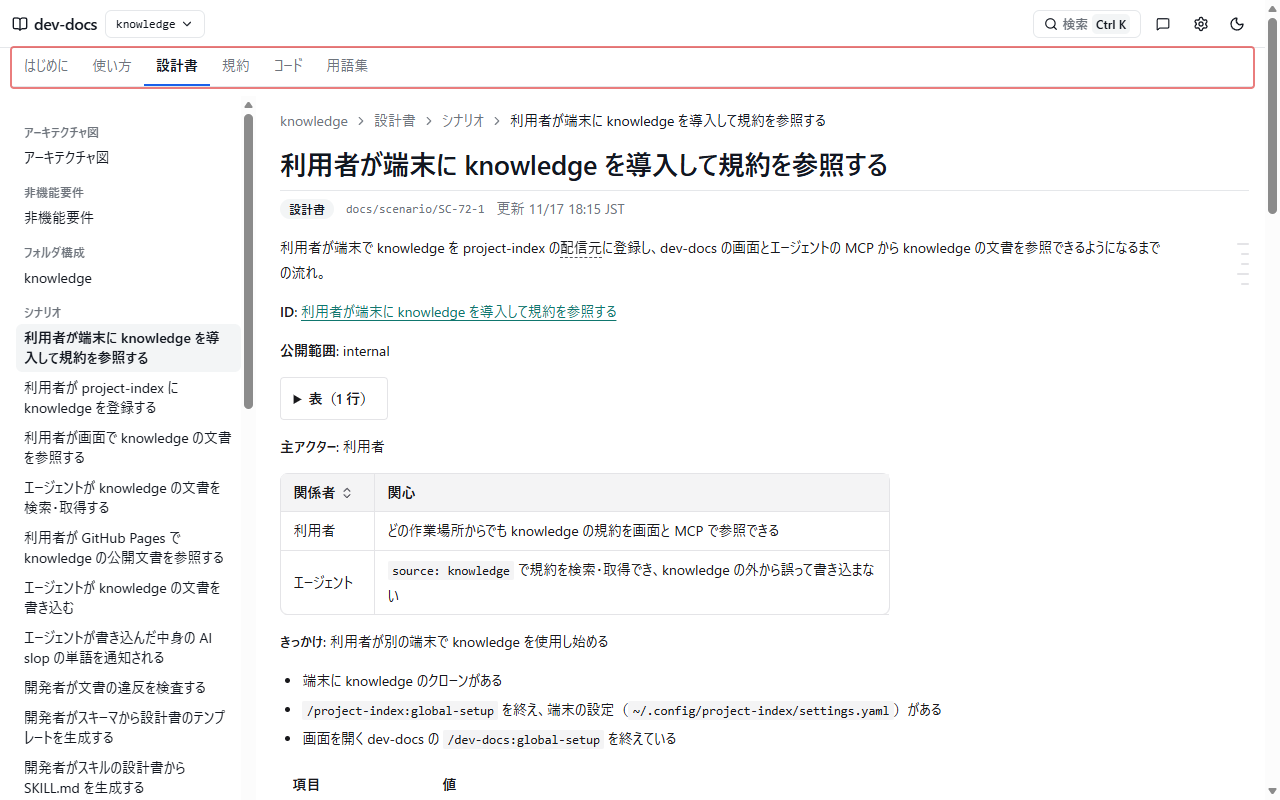 dev-docs
knowledge
検索 Ctrl K
はじめに 使い方 設計書 規約 コード 用語集
アーキテクチャ図
アーキテクチャ図
非機能要件
非機能要件
フォルダ構成
knowledge
シナリオ
利用者が端末に knowledge を導
入して規約を参照する
利用者が project-index に
knowledge を登録する
利用者が画面で knowledge の文書
を参照する
エージェントが knowledge の文書を
検索・取得する
利用者が GitHub Pages で
knowledge の公開文書を参照する
エージェントが knowledge の文書を
書き込む
エージェントが書き込んだ中身の AI
slop の単語を通知される
開発者が文書の違反を検査する
開発者がスキーマから設計書のテンプ
レートを生成する
開発者がスキルの設計書から
SKILL.md を生成する
knowledge > 設計書 > シナリオ > 利用者が端末に knowledge を導入して規約を参照する
利用者が端末に knowledge を導入して規約を参照する
設計書 docs/scenario/SC-72-1 更新 11/17 18:15 JST
利用者が端末で knowledge を project-index の配信元に登録し、dev-docs の画面とエージェントの MCP から knowledge の文書を参照できるようになるまで
の流れ。
ID: 利用者が端末に knowledge を導入して規約を参照する
公開範囲: internal
▶ 表（1 行）
主アクター: 利用者
関係者 関心
利用者 どの作業場所からでも knowledge の規約を画面と MCP で参照できる
エージェント source: knowledge で規約を検索・取得でき、knowledge の外から誤って書き込まな
い
きっかけ: 利用者が別の端末で knowledge を使用し始める
• 端末に knowledge のクローンがある
• /project-index:global-setup を終え、端末の設定（ ~/.config/project-index/settings.yaml ）がある
• 画面を開く dev-docs の /dev-docs:global-setup を終えている
項目 値